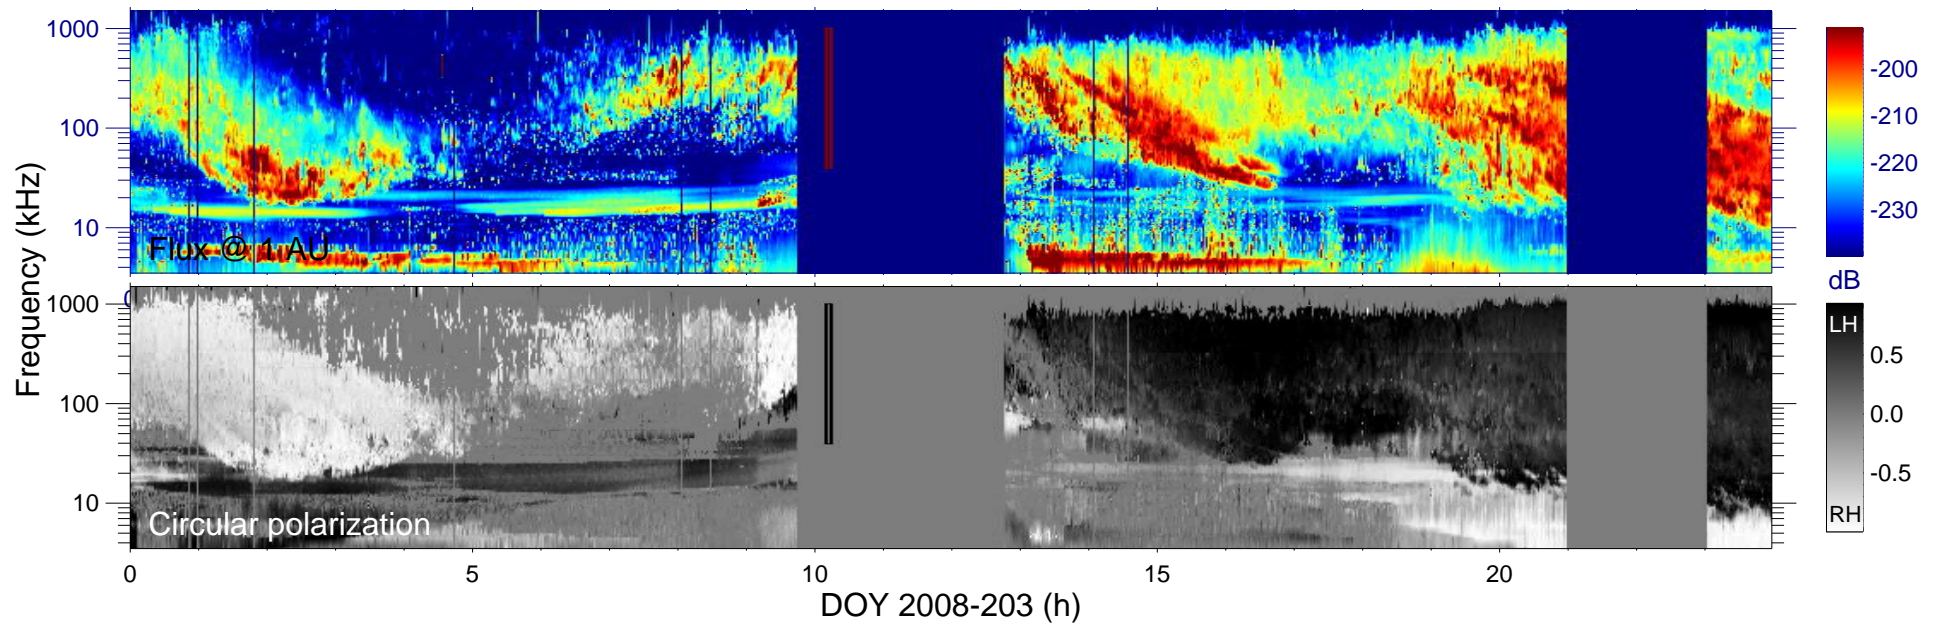 1000
100
10
Flux @ 1 AU
-200
-210
-220
-230
dB
Frequency (kHz)
1000
100
10
Circular polarization
LH
0.5
0.0
-0.5
RH
0 5 10 15 20
DOY 2008-203 (h)